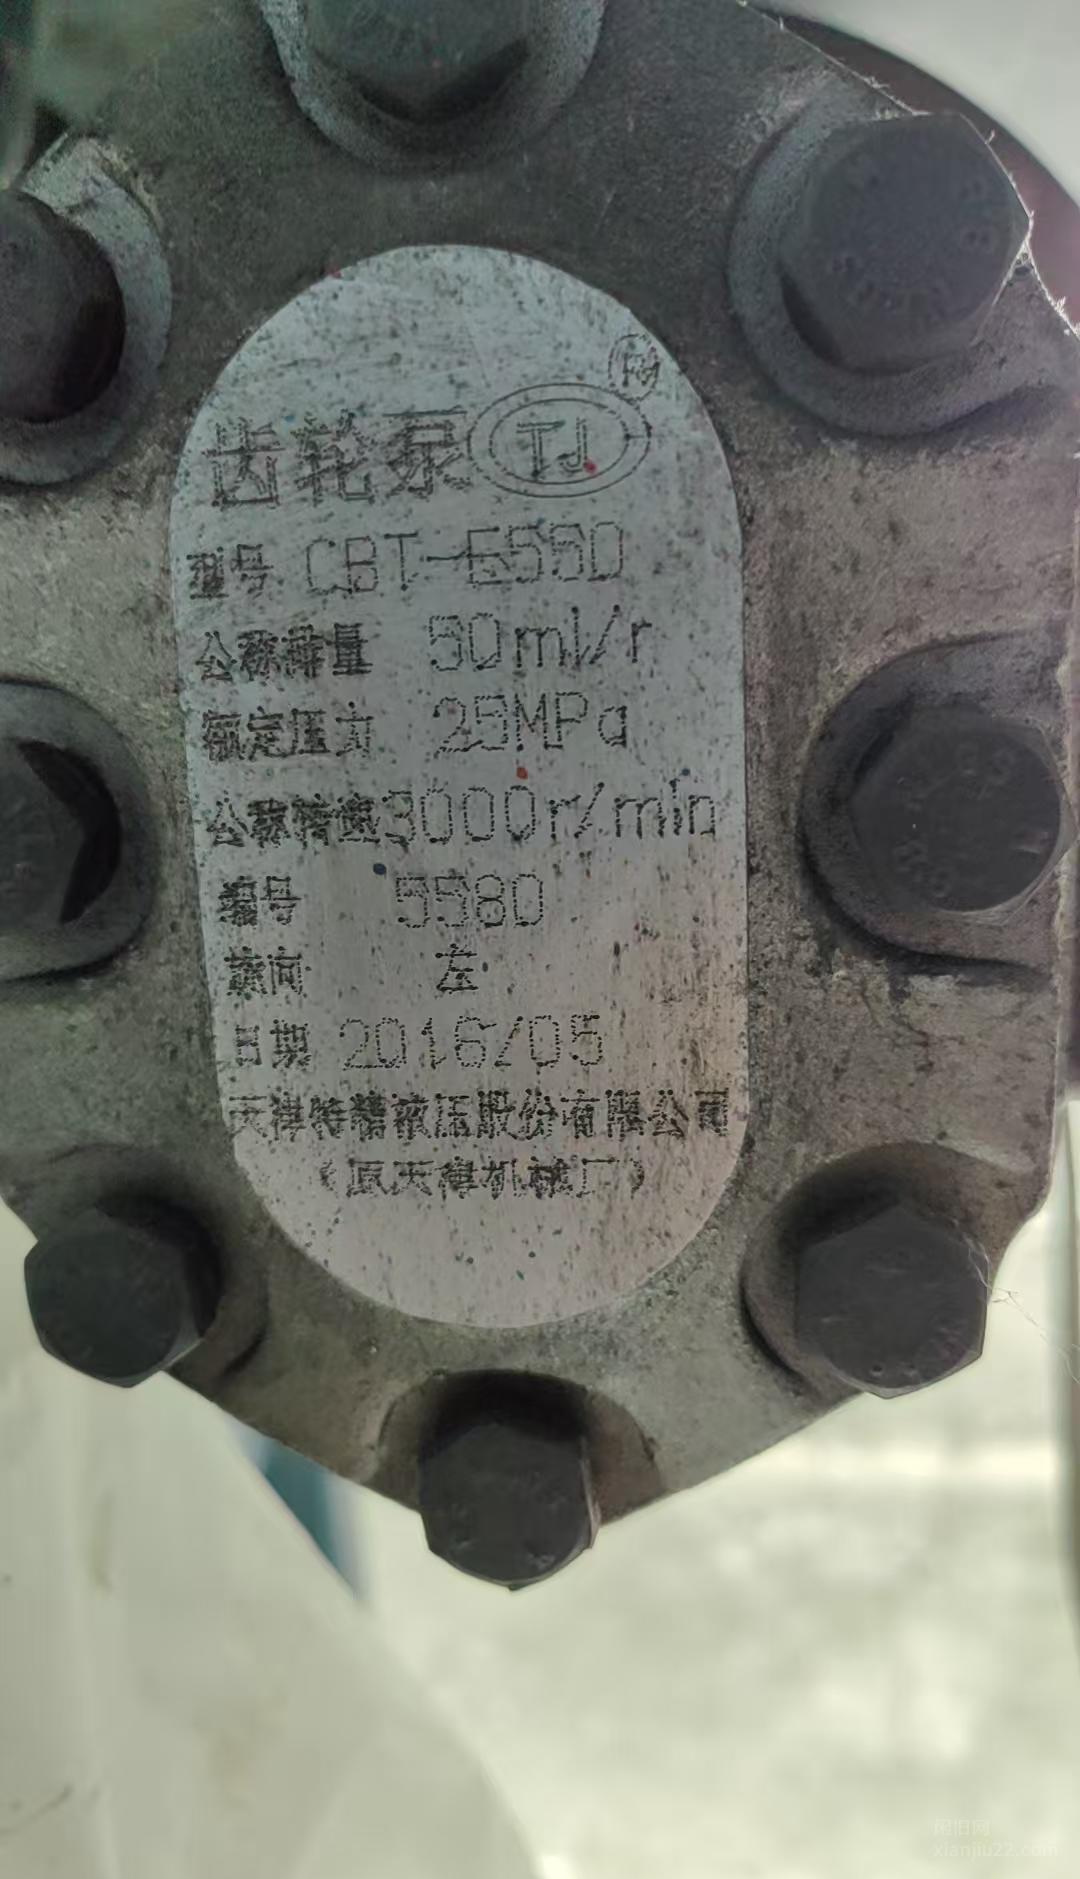 齿轮泵 TJ ®
型号 CBT-E550
公称排量 50ml/r
额定压力 25MPa
公称转速3000r/min
编号 5580
旋向 左
日期 2016/05
天津特精液压股份有限公司
(原天津机械厂)
闲旧网
xianjiu22.com